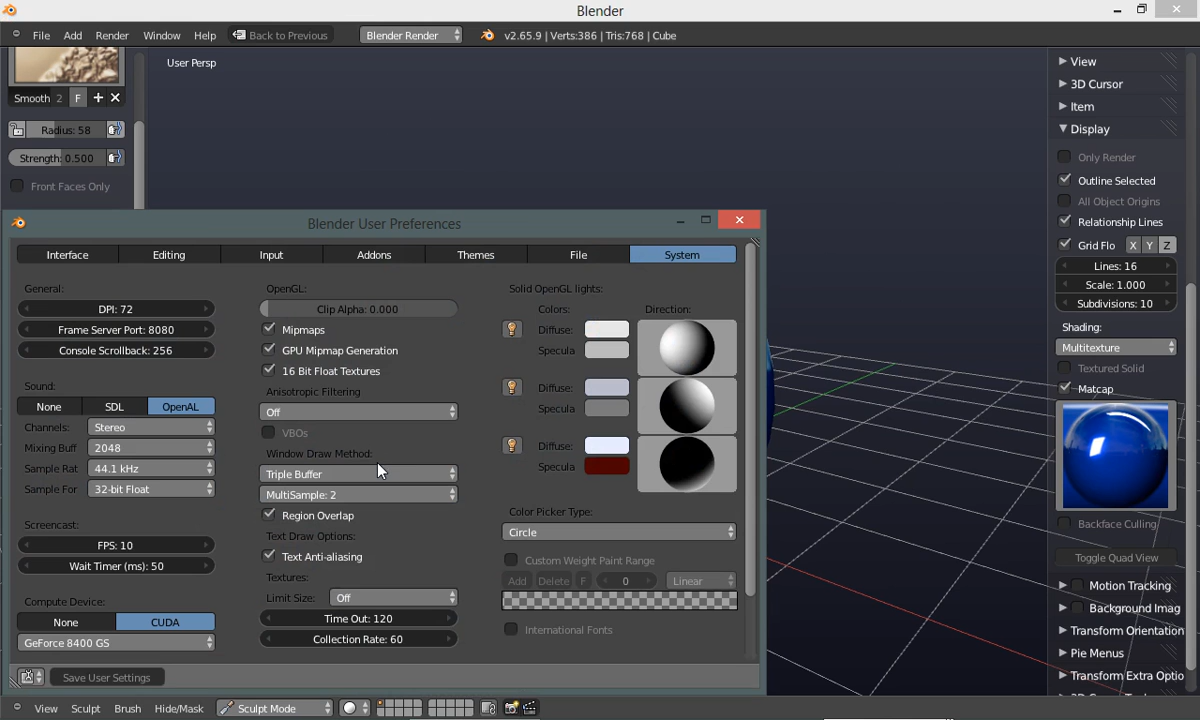 Blender
File Add Render Window Help Back to Previous Blender Render v2.65.9 | Verts:386 | Tris:768 | Cube
User Persp
Smooth 2 F
Radius: 58
Strength: 0.500
Front Faces Only
Blender User Preferences
Interface Editing Input Addons Themes File System
General:
DPI: 72
Frame Server Port: 8080
Console Scrollback: 256
Sound:
None SDL OpenAL
Channels: Stereo
Mixing Buff 2048
Sample Rat 44.1 kHz
Sample For 32-bit Float
Screencast:
FPS: 10
Wait Timer (ms): 50
Compute Device:
None CUDA
GeForce 8400 GS
OpenGL:
Clip Alpha: 0.000
Mipmaps
GPU Mipmap Generation
16 Bit Float Textures
Anisotropic Filtering
Off
VBOs
Window Draw Method:
Triple Buffer
MultiSample: 2
Region Overlap
Text Draw Options:
Text Anti-aliasing
Textures:
Limit Size: Off
Time Out: 120
Collection Rate: 60
Solid OpenGL lights:
Colors: Direction:
Diffuse:
Specula
Diffuse:
Specula
Diffuse:
Specula
Color Picker Type:
Circle
Custom Weight Paint Range
Add Delete F 0 Linear
International Fonts
Save User Settings
View
3D Cursor
Item
Display
Only Render
Outline Selected
All Object Origins
Relationship Lines
Grid Flo X Y Z
Lines: 16
Scale: 1.000
Subdivisions: 10
Shading:
Multitexture
Textured Solid
Matcap
Backface Culling
Toggle Quad View
Motion Tracking
Background Imag
Transform Orientation
Pie Menus
Transform Extra Optio
View Sculpt Brush Hide/Mask Sculpt Mode